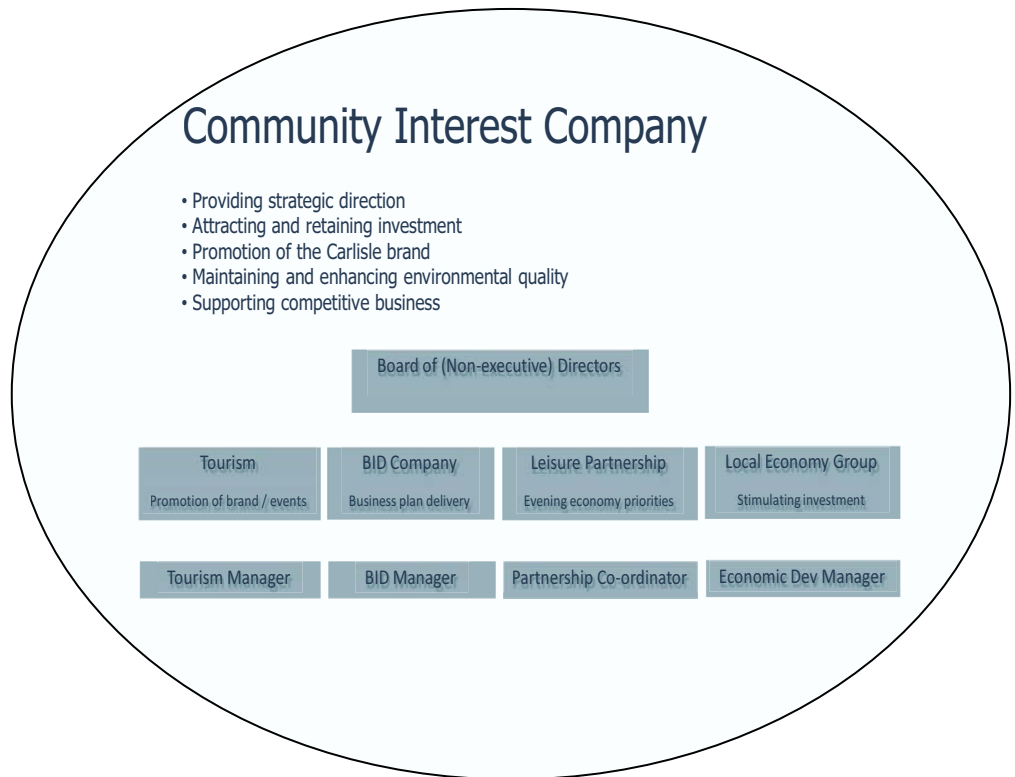 Community Interest Company
• Providing strategic direction
• Attracting and retaining investment
• Promotion of the Carlisle brand
• Maintaining and enhancing environmental quality
• Supporting competitive business
Board of (Non-executive) Directors
Tourism
Promotion of brand / events
BID Company
Business plan delivery
Leisure Partnership
Evening economy priorities
Local Economy Group
Stimulating investment
Tourism Manager
BID Manager
Partnership Co-ordinator
Economic Dev Manager